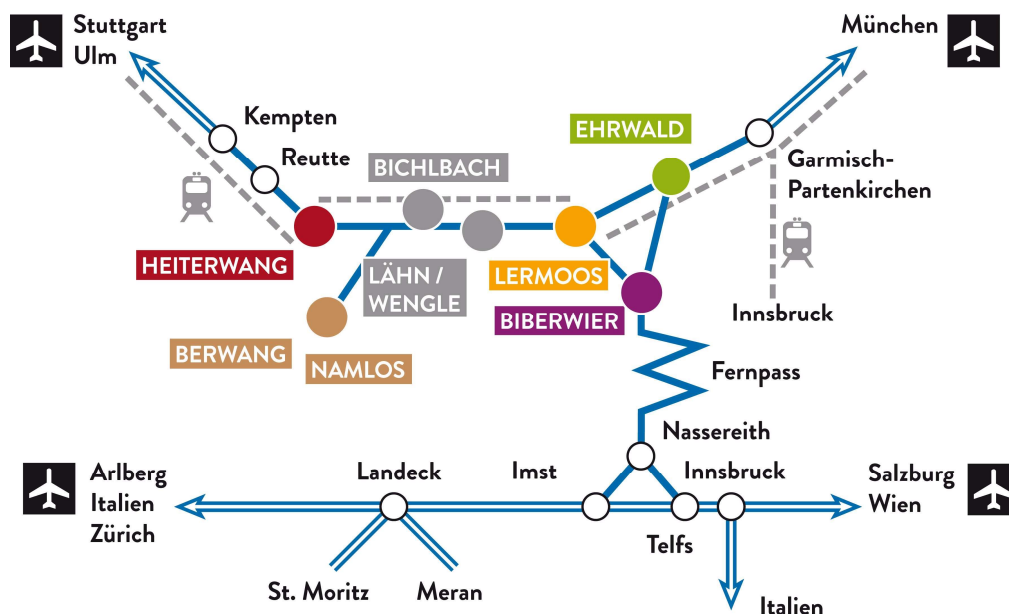 Stuttgart
Ulm
München
Kempten
EHRWALD
Reutte
BICHLBACH
Garmisch-
Partenkirchen
HEITERWANG
LÄHN /
WENGLE
LERMOOS
BIBERWIER
Innsbruck
BERWANG
NAMLOS
Fernpass
Nassereith
Arlberg
Italien
Zürich
Landeck
Imst
Innsbruck
Salzburg
Wien
Telfs
St. Moritz
Meran
Italien